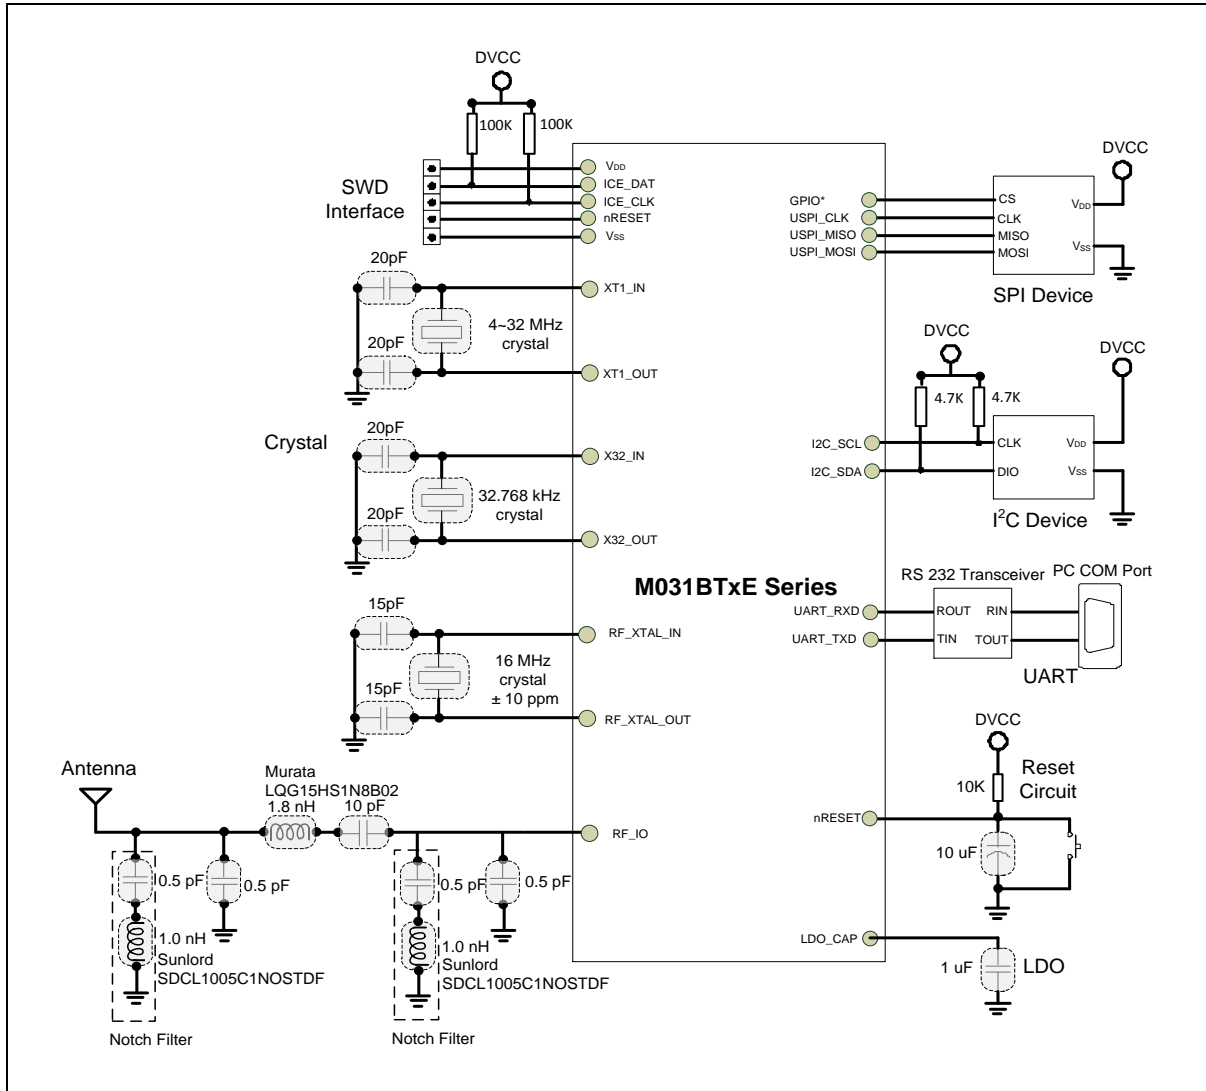 DVCC
100K
100K
SWD
Interface
VDD
ICE_DAT
ICE_CLK
nRESET
Vss
20pF
XT1_IN
4~32 MHz
crystal
20pF
XT1_OUT
Crystal
20pF
X32_IN
32.768 kHz
crystal
20pF
X32_OUT
15pF
RF_XTAL_IN
16 MHz
crystal
± 10 ppm
15pF
RF_XTAL_OUT
Antenna
Murata
LQG15HS1N8B02
1.8 nH
10 pF
RF_IO
0.5 pF
0.5 pF
1.0 nH
Sunlord
SDCL1005C1NOSTDF
Notch Filter
0.5 pF
0.5 pF
1.0 nH
Sunlord
SDCL1005C1NOSTDF
Notch Filter
M031BTxE Series
GPIO*
USPI_CLK
USPI_MISO
USPI_MOSI
CS
CLK
MISO
MOSI
VDD
Vss
DVCC
SPI Device
DVCC
4.7K
4.7K
DVCC
I2C_SCL
I2C_SDA
CLK
DIO
VDD
Vss
I²C Device
RS 232 Transceiver
PC COM Port
UART_RXD
UART_TXD
ROUT
RIN
TIN
TOUT
UART
DVCC
10K
Reset
Circuit
nRESET
10 uF
LDO_CAP
1 uF
LDO